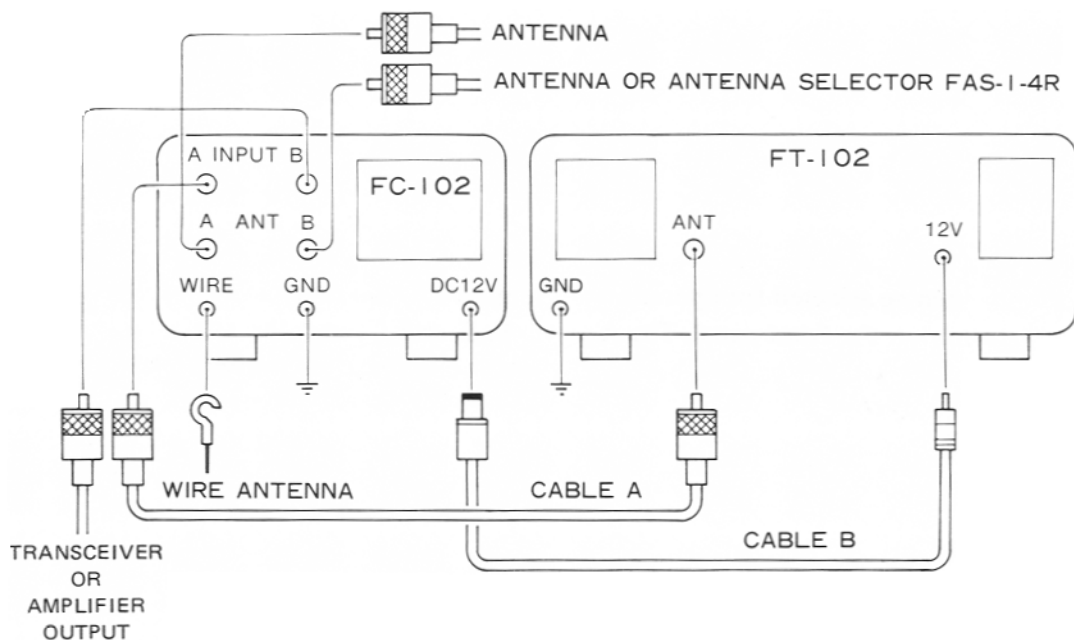 ANTENNA
ANTENNA OR ANTENNA SELECTOR FAS-1-4R
A INPUT B
FC-102
FT-102
A ANT B
ANT
12V
WIRE
GND
DC12V
GND
WIRE ANTENNA
CABLE A
CABLE B
TRANSCEIVER
OR
AMPLIFIER
OUTPUT